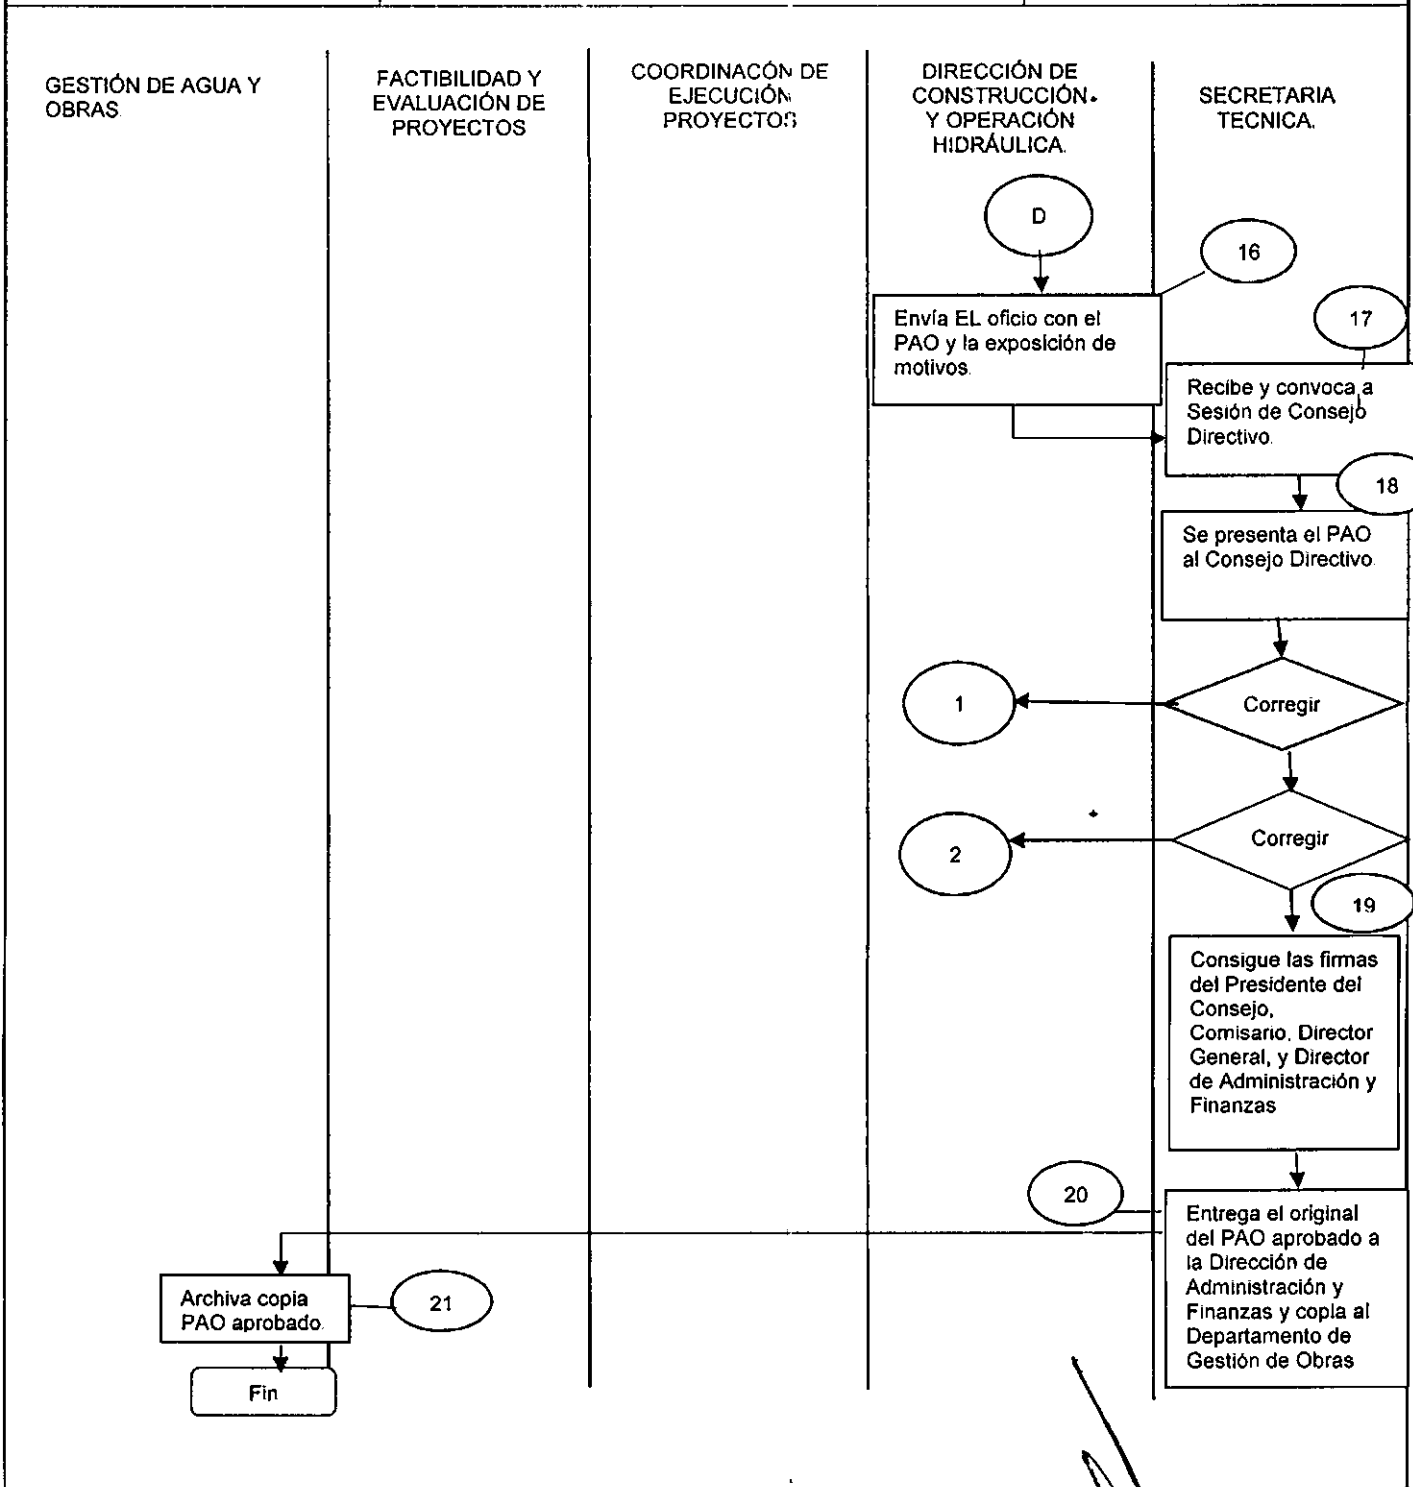 GESTIÓN DE AGUA Y
OBRAS.
FACTIBILIDAD Y
EVALUACIÓN DE
PROYECTOS
COORDINACÓN DE
EJECUCIÓN
PROYECTOS
DIRECCIÓN DE
CONSTRUCCIÓN
Y OPERACIÓN
HIDRÁULICA.
SECRETARIA
TECNICA.
D
16
Envía EL oficio con el
PAO y la exposición de
motivos.
17
Recibe y convoca a
Sesión de Consejo
Directivo.
18
Se presenta el PAO
al Consejo Directivo.
Corregir
1
Corregir
2
19
Consigue las firmas
del Presidente del
Consejo,
Comisario, Director
General, y Director
de Administración y
Finanzas
20
Entrega el original
del PAO aprobado a
la Dirección de
Administración y
Finanzas y copia al
Departamento de
Gestión de Obras
Archiva copia
PAO aprobado.
21
Fin